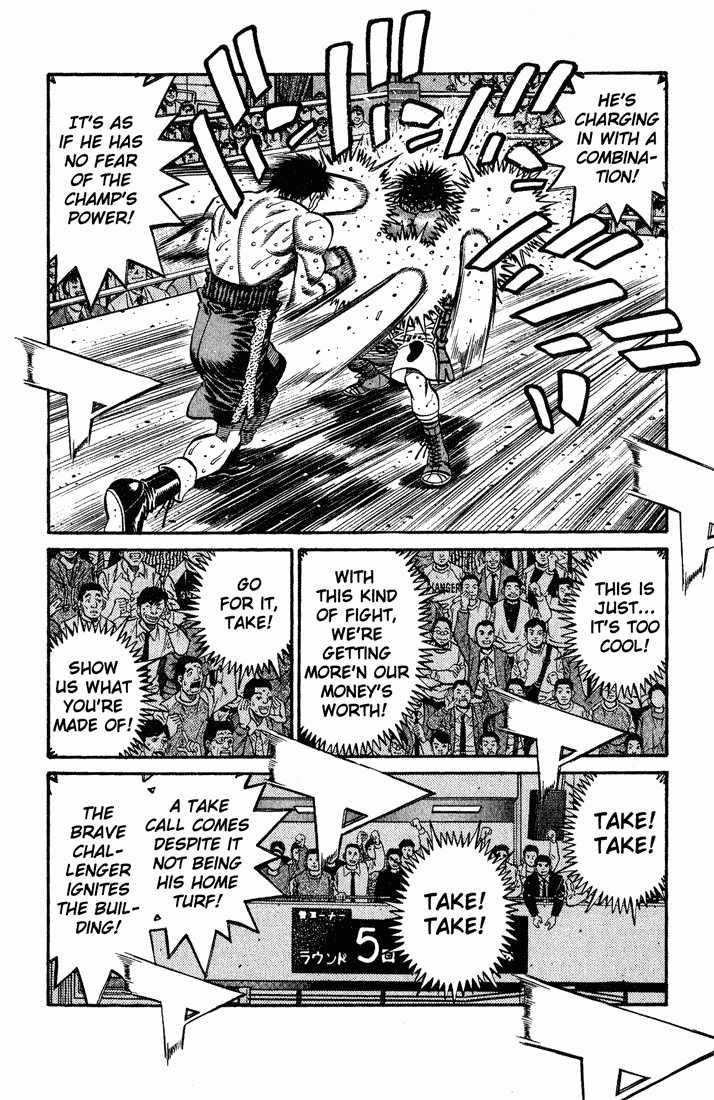 HE'S
CHARGING
IN WITH A
COMBINA-
TION!
IT'S AS
IF HE HAS
NO FEAR
OF THE
CHAMP'S
POWER!
THIS IS
JUST...
IT'S TOO
COOL!
WITH
THIS KIND
OF FIGHT,
WE'RE
GETTING
MORE'N OUR
MONEY'S
WORTH!
GO
FOR IT,
TAKE!
SHOW
US WHAT
YOU'RE
MADE OF!
TAKE!
TAKE!
TAKE!
TAKE!
A TAKE
CALL COMES
DESPITE IT
NOT BEING
HIS HOME
TURF!
THE
BRAVE
CHAL-
LENGER
IGNITES
THE BUIL-
DING!
ラウンド 5回